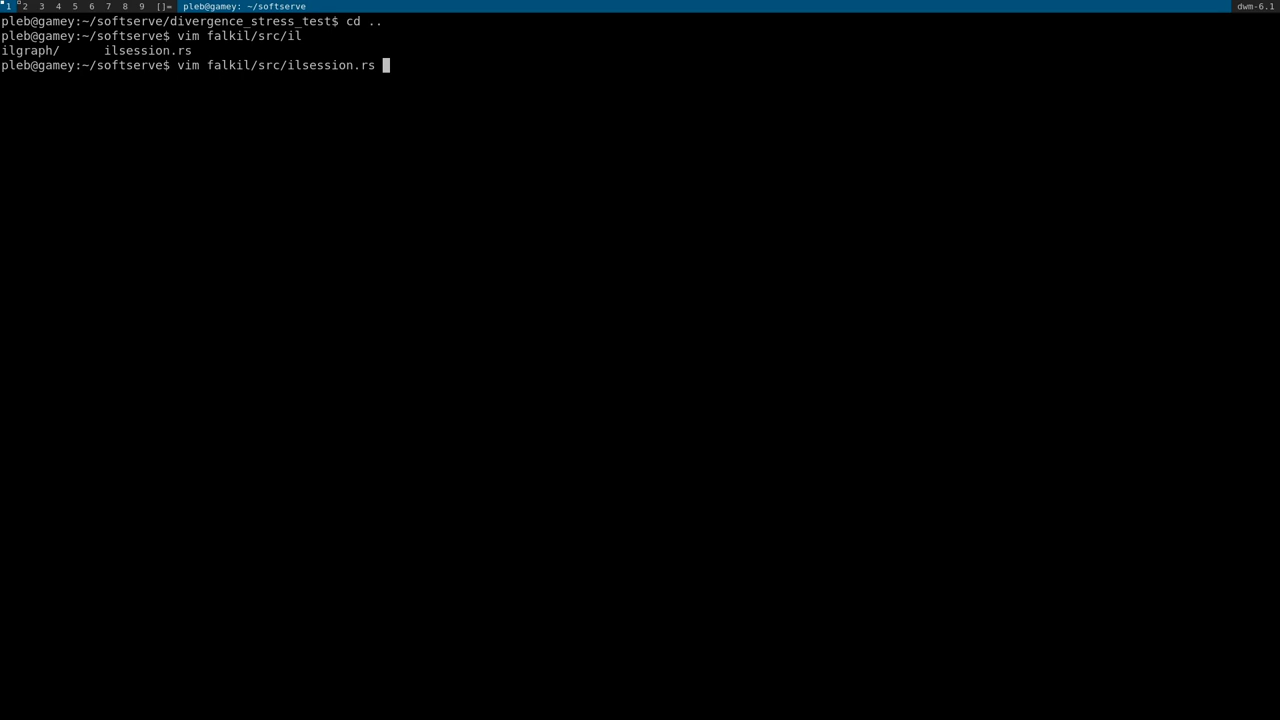 1 2 3 4 5 6 7 8 9 []= pleb@gamey: ~/softserve dwm-6.1
pleb@gamey:~/softserve/divergence_stress_test$ cd ..
pleb@gamey:~/softserve$ vim falkil/src/il
ilgraph/      ilsession.rs
pleb@gamey:~/softserve$ vim falkil/src/ilsession.rs